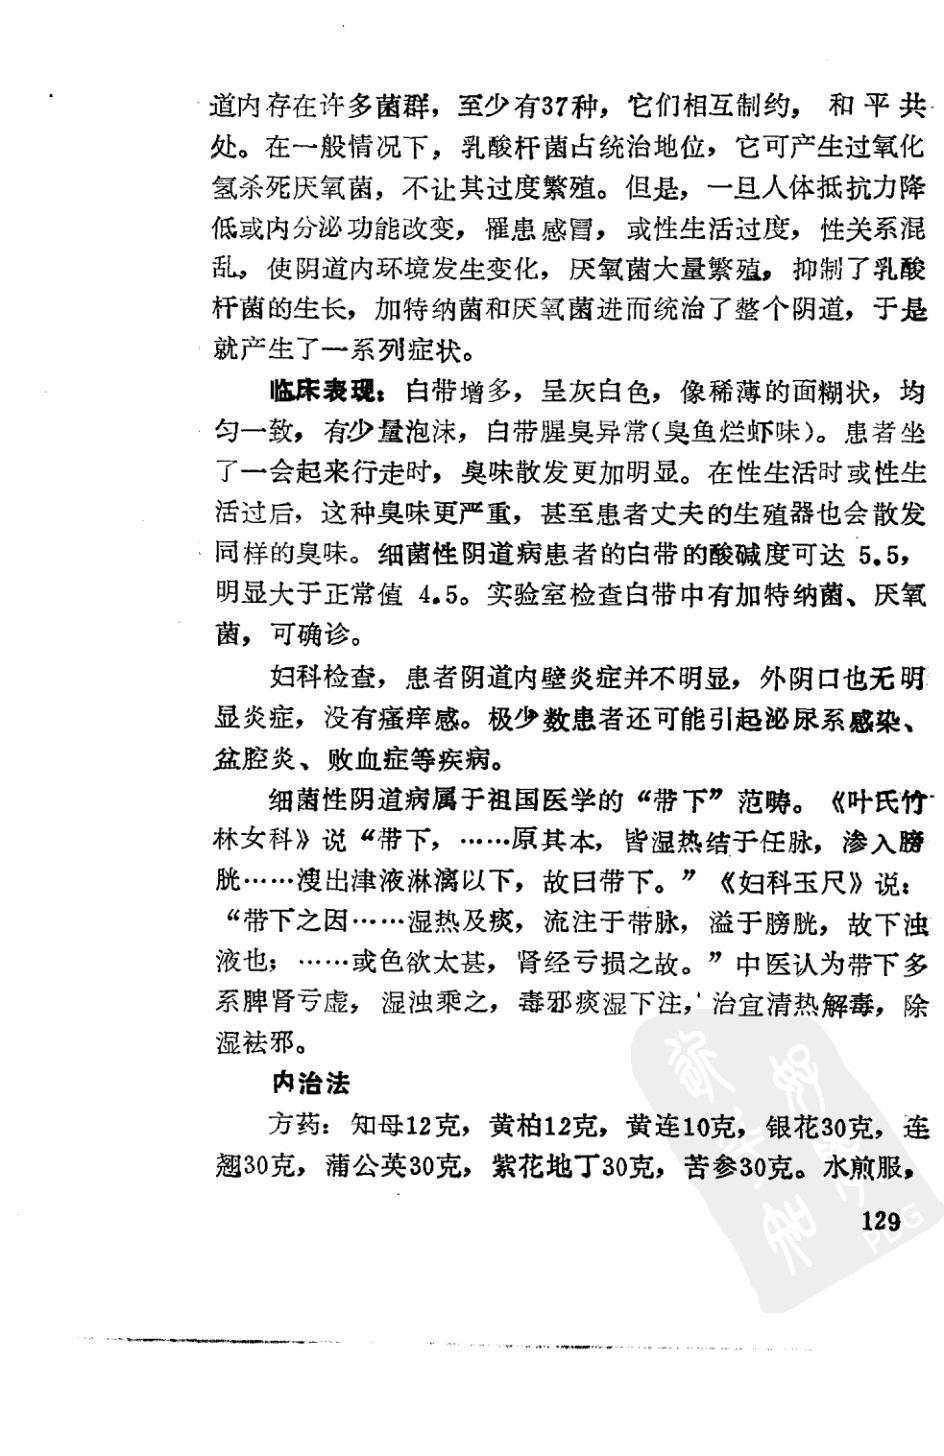 道内存在许多菌群，至少有37种，它们相互制约，和平共
处。在一般情况下，乳酸杆菌占统治地位，它可产生过氧化
氢杀死厌氧菌，不让其过度繁殖。但是，一旦人体抵抗力降
低或内分泌功能改变，罹患感冒，或性生活过度，性关系混
乱，使阴道内环境发生变化，厌氧菌大量繁殖，抑制了乳酸
杆菌的生长，加特纳菌和厌氧菌进而统治了整个阴道，于是
就产生了一系列症状。
临床表现：白带增多，呈灰白色，像稀薄的面糊状，均
匀一致，有少量泡沫，白带腥臭异常(臭鱼烂虾味)。患者坐
了一会起来行走时，臭味散发更加明显。在性生活时或性生
活过后，这种臭味更严重，甚至患者丈夫的生殖器也会散发
同样的臭味。细菌性阴道病患者的白带的酸碱度可达 5.5，
明显大于正常值 4.5。实验室检查白带中有加特纳菌、厌氧
菌，可确诊。
妇科检查，患者阴道内壁炎症并不明显，外阴口也无明
显炎症，没有瘙痒感。极少数患者还可能引起泌尿系感染、
盆腔炎、败血症等疾病。
细菌性阴道病属于祖国医学的“带下”范畴。《叶氏竹
林女科》说“带下，……原其本，皆湿热结于任脉，渗入膀
胱……溲出津液淋漓以下，故曰带下。”《妇科玉尺》说：
“带下之因……湿热及痰，流注于带脉，溢于膀胱，故下浊
液也；……或色欲太甚，肾经亏损之故。”中医认为带下多
系脾肾亏虚，湿浊乘之，毒邪痰湿下注，治宜清热解毒，除
湿祛邪。
内治法
方药：知母12克，黄柏12克，黄连10克，银花30克，连
翘30克，蒲公英30克，紫花地丁30克，苦参30克。水煎服，
129
PDG